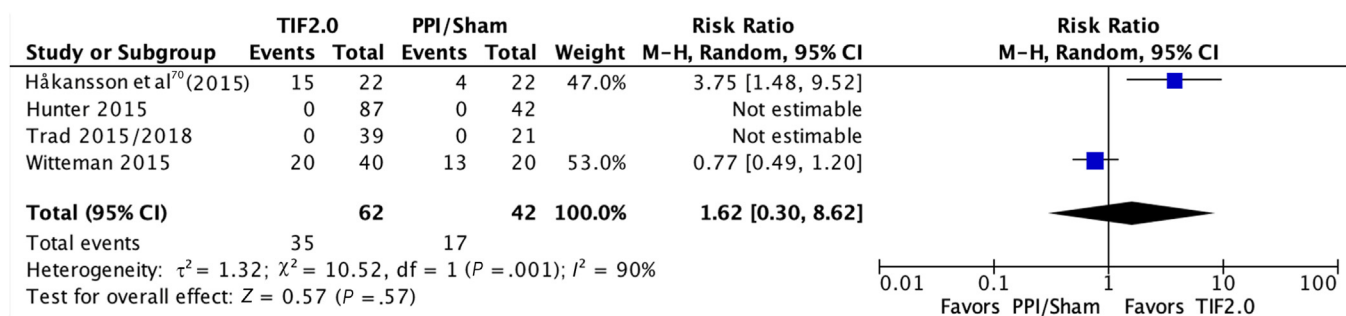 TIF2.0 PPI/Sham Risk Ratio Risk Ratio
Study or Subgroup Events Total Events Total Weight M-H, Random, 95% CI M-H, Random, 95% CI
Håkansson et al⁷⁰(2015) 15 22 4 22 47.0% 3.75 [1.48, 9.52]
Hunter 2015 0 87 0 42 Not estimable
Trad 2015/2018 0 39 0 21 Not estimable
Witteman 2015 20 40 13 20 53.0% 0.77 [0.49, 1.20]
Total (95% CI) 62 42 100.0% 1.62 [0.30, 8.62]
Total events 35 17
Heterogeneity: τ² = 1.32; χ² = 10.52, df = 1 (P =.001); I² = 90%
Test for overall effect: Z = 0.57 (P =.57)
0.01 0.1 1 10 100
Favors PPI/Sham Favors TIF2.0